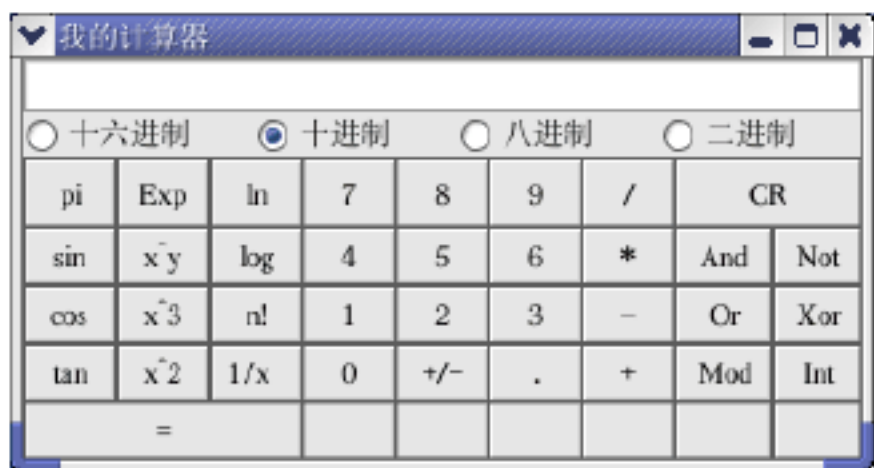 我的计算器
十六进制 十进制 八进制 二进制
pi Exp ln 7 8 9 / CR
sin x^y log 4 5 6 * And Not
cos x^3 n! 1 2 3 - Or Xor
tan x^2 1/x 0 +/- . + Mod Int
=